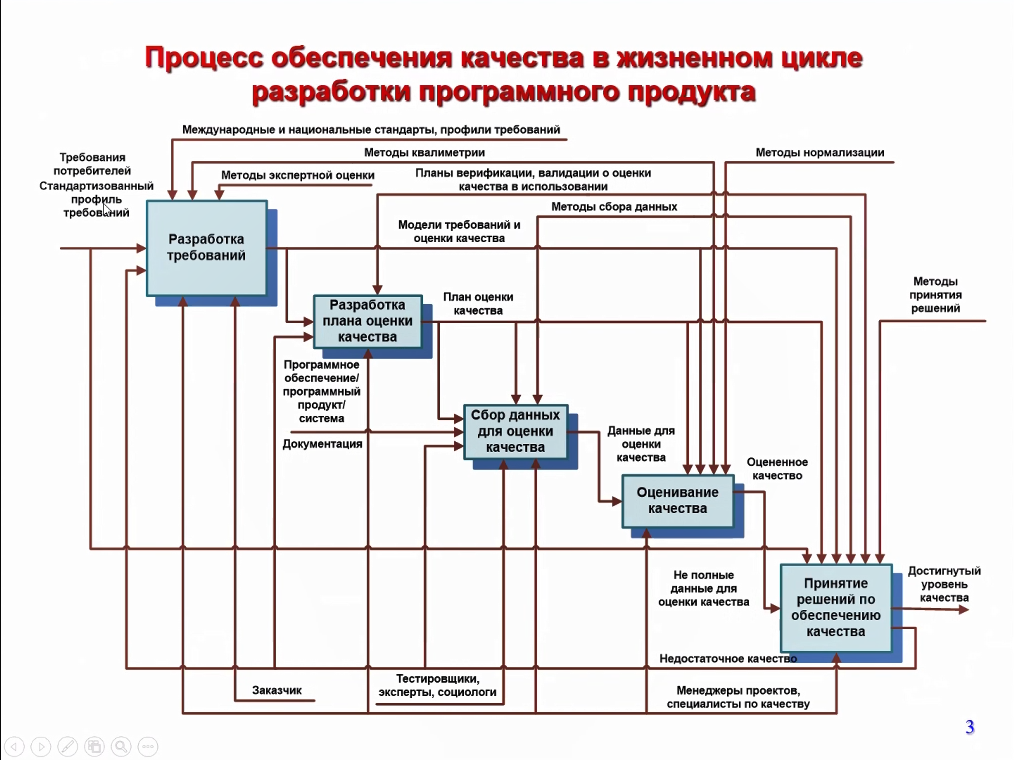 Процесс обеспечения качества в жизненном цикле
разработки программного продукта
Международные и национальные стандарты, профили требований
Методы квалиметрии
Методы нормализации
Требования
потребителей
Стандартизованный
профиль
требований
Методы экспертной оценки
Планы верификации, валидации о оценки
качества в использовании
Методы сбора данных
Разработка
требований
Модели требований и
оценки качества
Методы
принятия
решений
Разработка
плана оценки
качества
План оценки
качества
Программное
обеспечение/
программный
продукт/
система
Документация
Сбор данных
для оценки
качества
Данные для
оценки
качества
Оцененное
качество
Оценивание
качества
Не полные
данные для
оценки качества
Принятие
решений по
обеспечению
качества
Достигнутый
уровень
качества
Недостаточное качество
Заказчик
Тестировщики,
эксперты, социологи
Менеджеры проектов,
специалисты по качеству
3